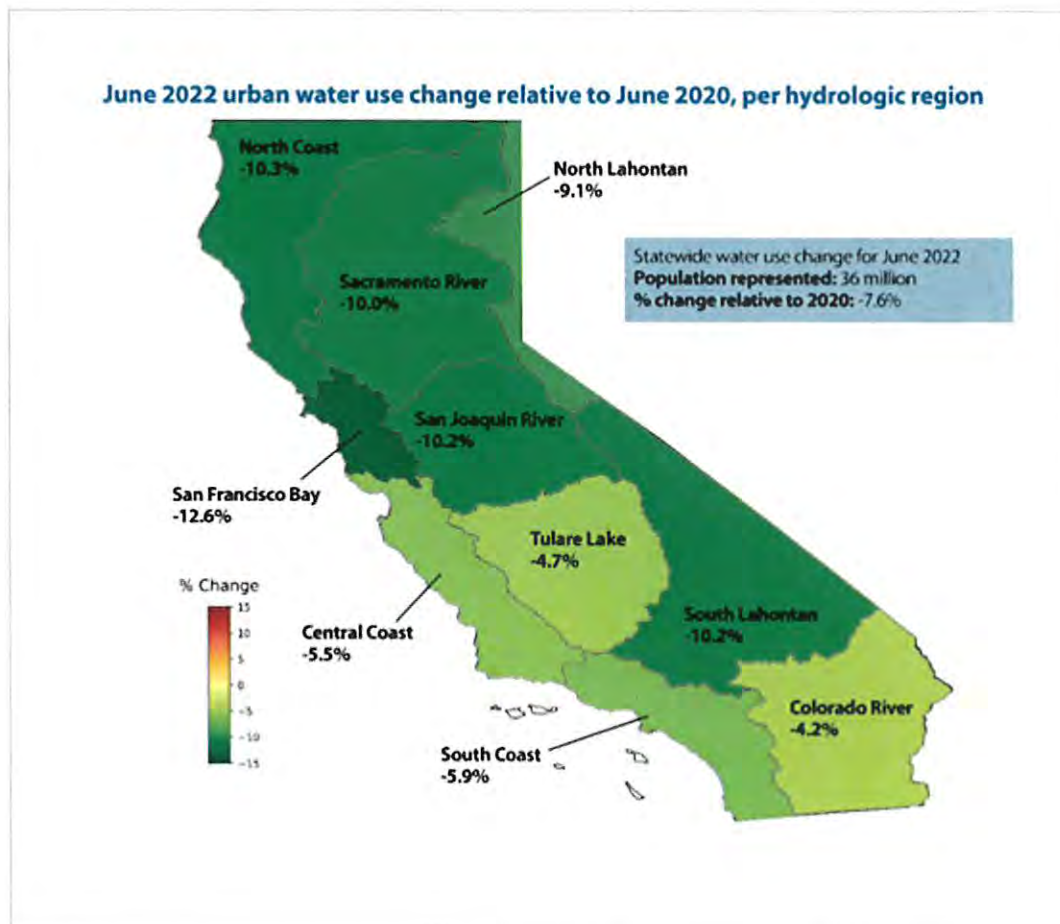 June 2022 urban water use change relative to June 2020, per hydrologic region
North Coast
-10.3%
North Lahontan
-9.1%
Statewide water use change for June 2022
Population represented: 36 million
% change relative to 2020: -7.6%
Sacramento River
-10.0%
San Joaquin River
-10.2%
San Francisco Bay
-12.6%
Tulare Lake
-4.7%
% Change
15
10
5
0
-5
-10
-15
Central Coast
-5.5%
South Lahontan
-10.2%
Colorado River
-4.2%
South Coast
-5.9%